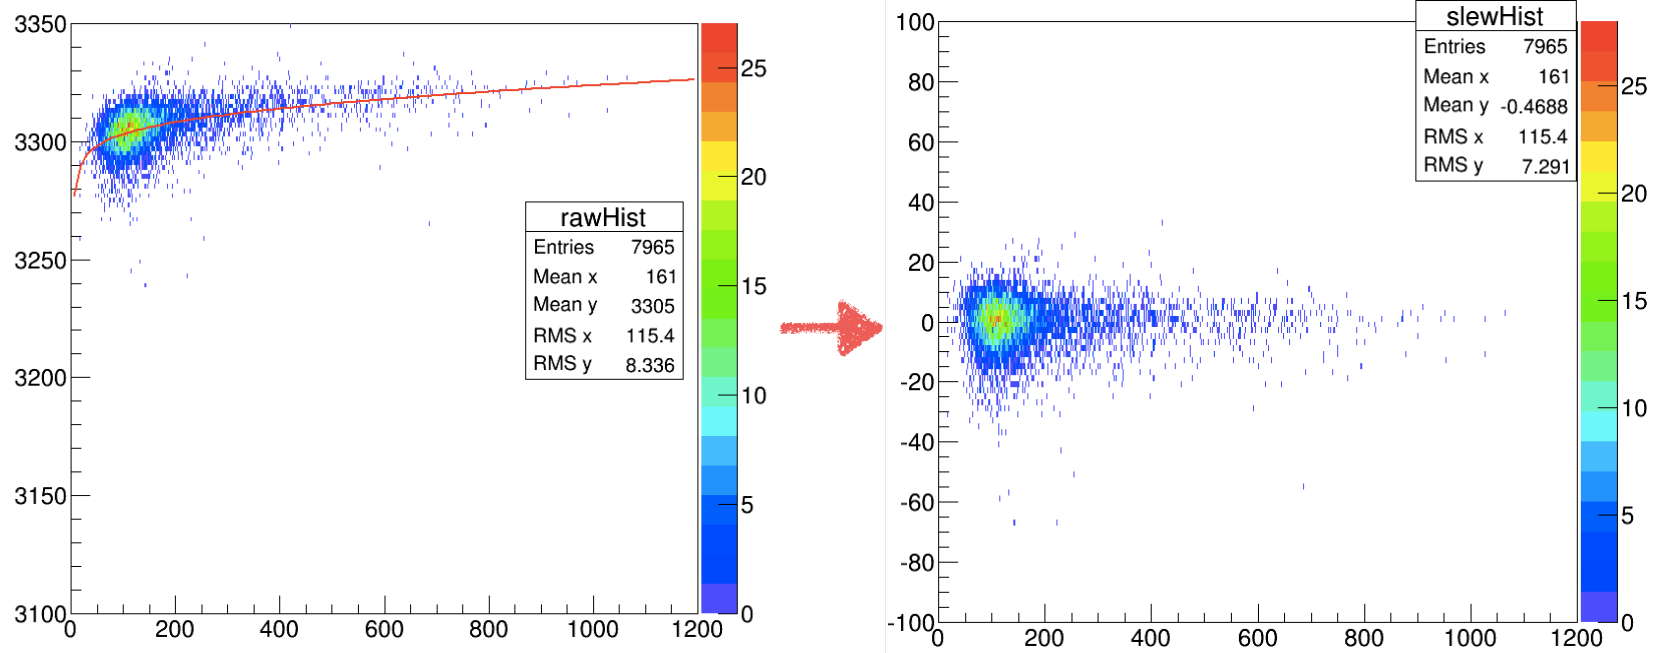 3350
3300
3250
3200
3150
3100
0 200 400 600 800 1000 1200
rawHist
Entries 7965
Mean x 161
Mean y 3305
RMS x 115.4
RMS y 8.336
25
20
15
10
5
0
100
80
60
40
20
0
-20
-40
-60
-80
-100
0 200 400 600 800 1000 1200
slewHist
Entries 7965
Mean x 161
Mean y -0.4688
RMS x 115.4
RMS y 7.291
25
20
15
10
5
0